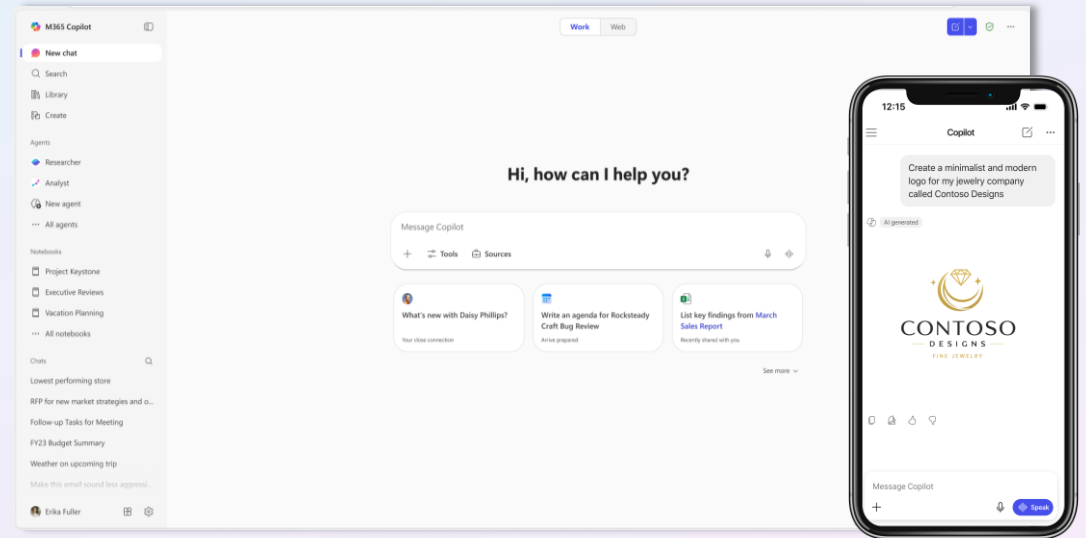 M365 Copilot
New chat
Search
Library
Create
Agents
Researcher
Analyst
New agent
All agents
Notebooks
Project Keystone
Executive Reviews
Vacation Planning
All notebooks
Chats
Lowest performing store
RFP for new market strategies and o...
Follow-up Tasks for Meeting
FY23 Budget Summary
Weather on upcoming trip
Make this email sound less aggressi...
Erika Fuller
Work Web
Hi, how can I help you?
Message Copilot
Tools Sources
What's new with Daisy Phillips?
Your close connection
Write an agenda for Rocksteady
Craft Bug Review
Arrive prepared
List key findings from March
Sales Report
Recently shared with you
See more
12:15
Copilot
Create a minimalist and modern
logo for my jewelry company
called Contoso Designs
AI generated
CONTOSO
DESIGNS
FINE JEWELRY
Message Copilot
Speak